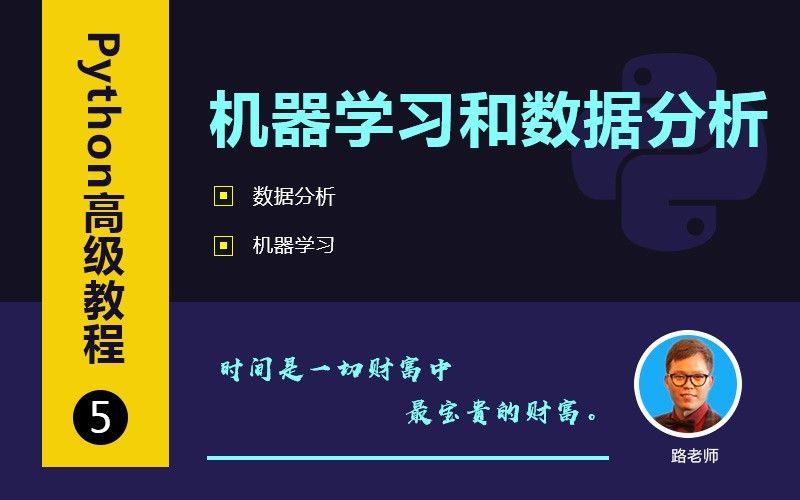 Python高级教程
5
机器学习和数据分析
数据分析
机器学习
时间是一切财富中
最宝贵的财富。
路老师